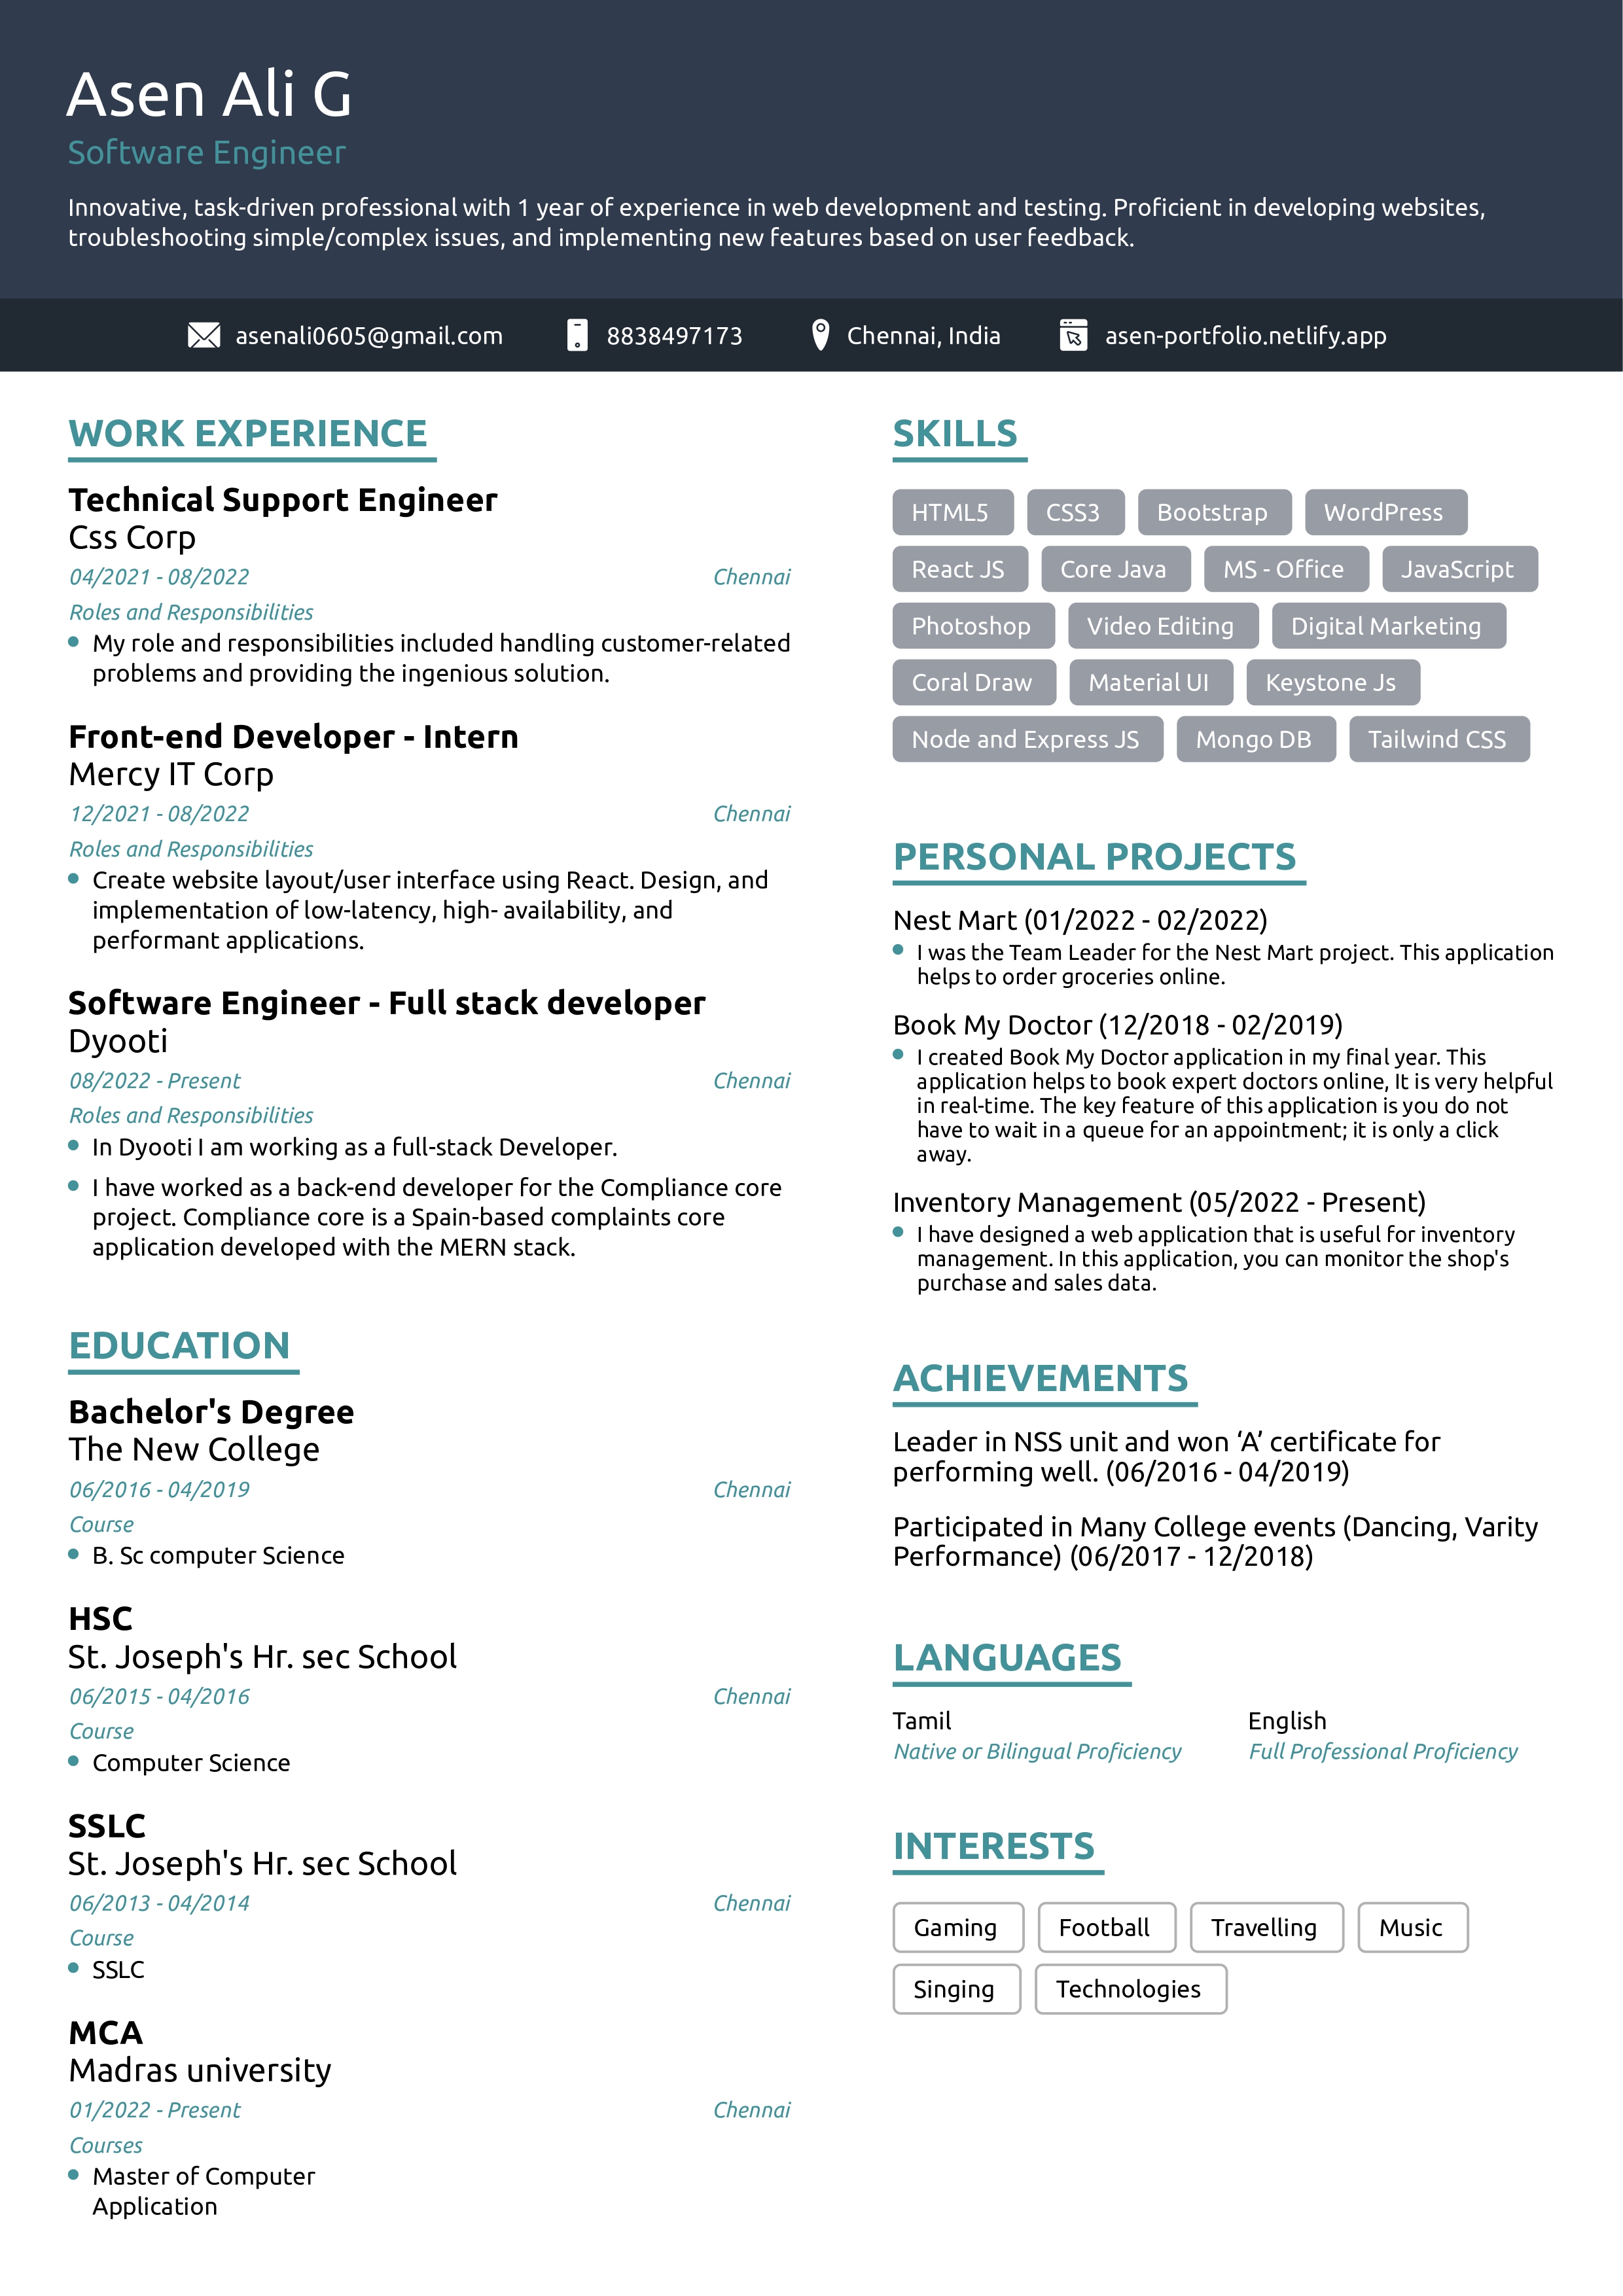 Asen Ali G
Software Engineer
Innovative, task-driven professional with 1 year of experience in web development and testing. Proficient in developing websites,
troubleshooting simple/complex issues, and implementing new features based on user feedback.
asenali0605@gmail.com
8838497173
Chennai, India
asen-portfolio.netlify.app
WORK EXPERIENCE
Technical Support Engineer
Css Corp
04/2021 - 08/2022 Chennai
Roles and Responsibilities
My role and responsibilities included handling customer-related
problems and providing the ingenious solution.
Front-end Developer - Intern
Mercy IT Corp
12/2021 - 08/2022 Chennai
Roles and Responsibilities
Create website layout/user interface using React. Design, and
implementation of low-latency, high- availability, and
performant applications.
Software Engineer - Full stack developer
Dyooti
08/2022 - Present Chennai
Roles and Responsibilities
In Dyooti I am working as a full-stack Developer.
I have worked as a back-end developer for the Compliance core
project. Compliance core is a Spain-based complaints core
application developed with the MERN stack.
EDUCATION
Bachelor's Degree
The New College
06/2016 - 04/2019 Chennai
Course
B. Sc computer Science
HSC
St. Joseph's Hr. sec School
06/2015 - 04/2016 Chennai
Course
Computer Science
SSLC
St. Joseph's Hr. sec School
06/2013 - 04/2014 Chennai
Course
SSLC
MCA
Madras university
01/2022 - Present Chennai
Courses
Master of Computer
Application
SKILLS
HTML5 CSS3 Bootstrap WordPress
React JS Core Java MS - Office JavaScript
Photoshop Video Editing Digital Marketing
Coral Draw Material UI Keystone Js
Node and Express JS Mongo DB Tailwind CSS
PERSONAL PROJECTS
Nest Mart (01/2022 - 02/2022)
I was the Team Leader for the Nest Mart project. This application
helps to order groceries online.
Book My Doctor (12/2018 - 02/2019)
I created Book My Doctor application in my final year. This
application helps to book expert doctors online, It is very helpful
in real-time. The key feature of this application is you do not
have to wait in a queue for an appointment; it is only a click
away.
Inventory Management (05/2022 - Present)
I have designed a web application that is useful for inventory
management. In this application, you can monitor the shop's
purchase and sales data.
ACHIEVEMENTS
Leader in NSS unit and won ‘A’ certificate for
performing well. (06/2016 - 04/2019)
Participated in Many College events (Dancing, Varity
Performance) (06/2017 - 12/2018)
LANGUAGES
Tamil English
Native or Bilingual Proficiency Full Professional Proficiency
INTERESTS
Gaming Football Travelling Music
Singing Technologies